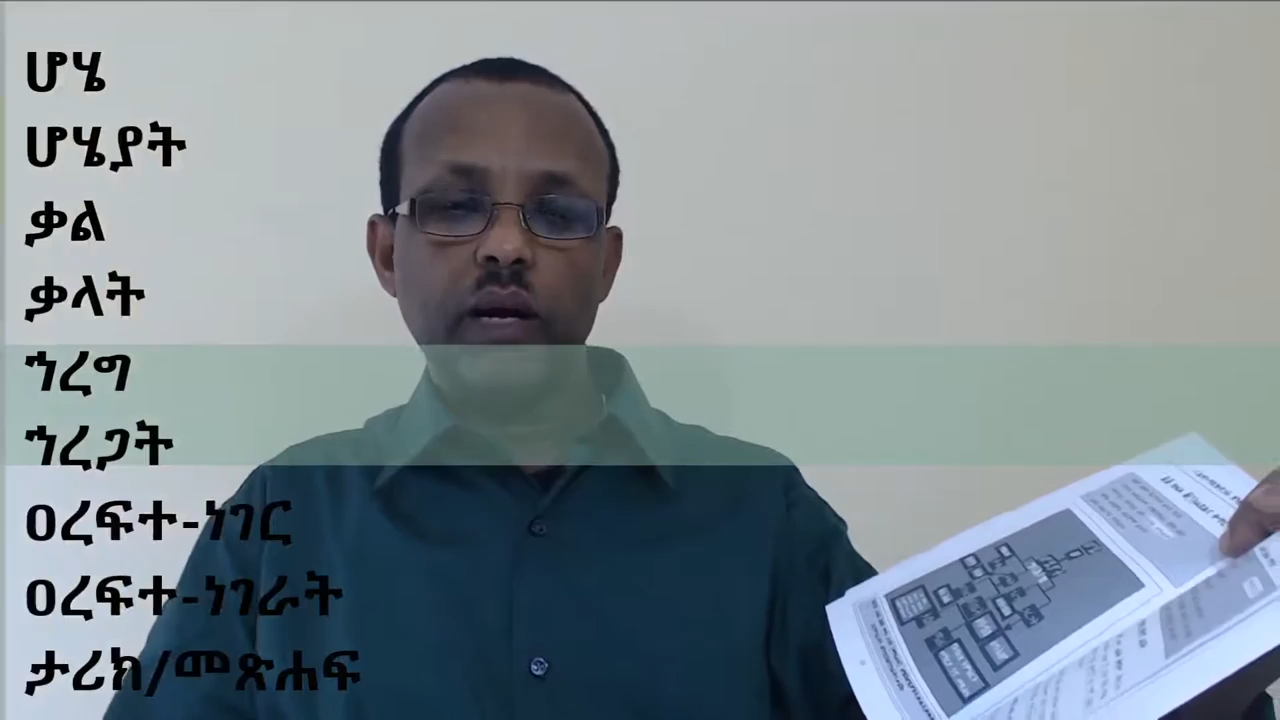 ሆሄ
ሆሄያት
ቃል
ቃላት
ኀረግ
ኀረጋት
ዐረፍተ-ነገር
ዐረፍተ-ነገራት
ታሪክ/መጽሐፍ